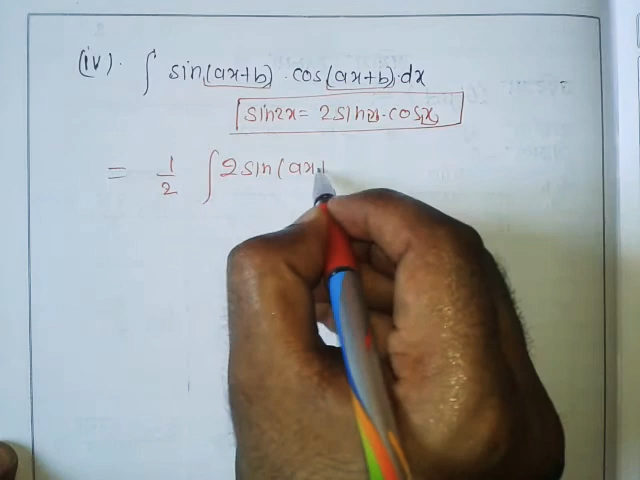 (iv). ∫ sin(ax+b) . cos(ax+b).dx
sin2x = 2sinx.cosx
= 1/2 ∫ 2sin(ax+